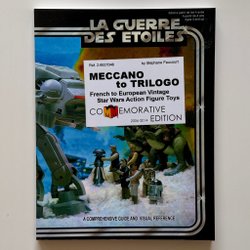 LA GUERRE
DES ETOILES
by Stéphane Faucourt
MECCANO
to TRILOGO
French to European Vintage
Star Wars Action Figure Toys
COMMEMORATIVE
EDITION
A COMPREHENSIVE GUIDE AND VISUAL REFERENCE